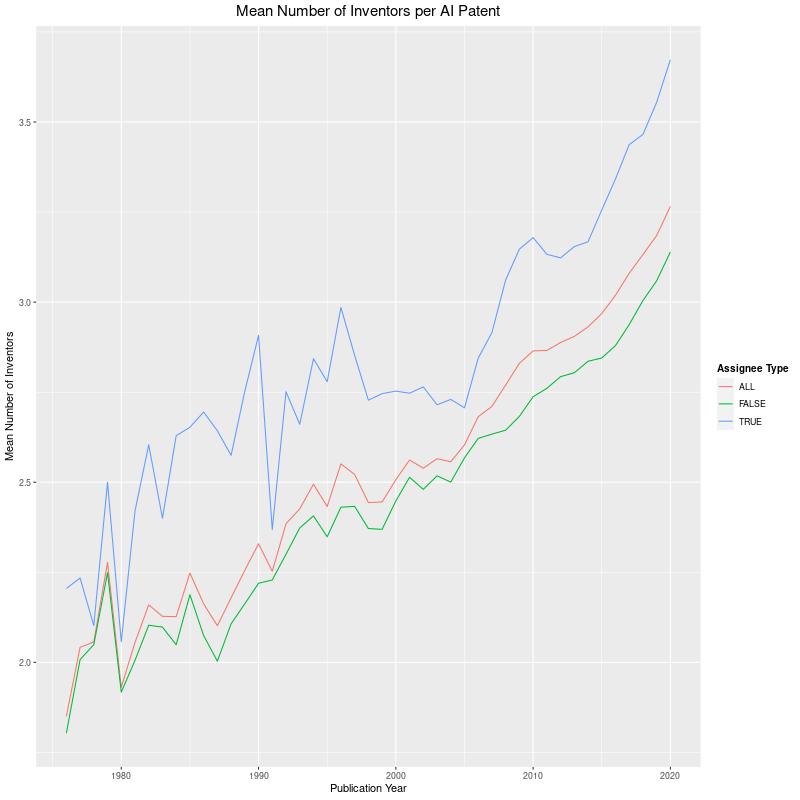 Mean Number of Inventors per AI Patent
Mean Number of Inventors
3.5
3.0
2.5
2.0
1980
1990
2000
2010
2020
Publication Year
Assignee Type
ALL
FALSE
TRUE